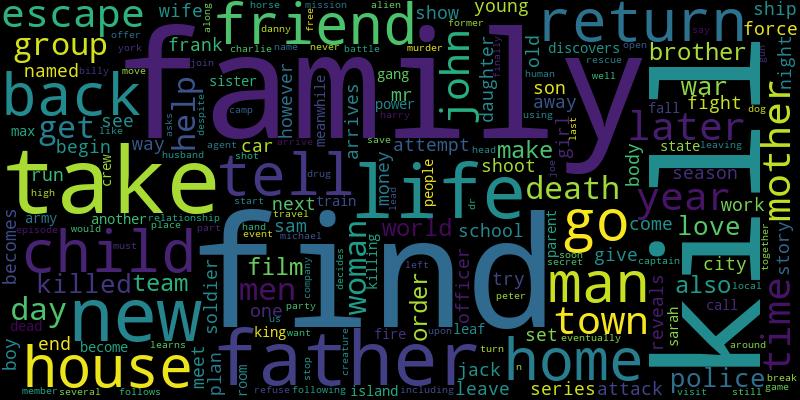 escape
wife
along
horse
mission
alien
free
former
friend
show
young
return
ship
force
group
offer
york
frank
charlie
danny
name
never
battle
say
open
named
family
brother
old
discovers
night
back
billy
move
sister
join
murder
gang
mr
power
john
daughter
finally
human
rescue
gun
well
son
war
away
fight
max
get
see
like
asks
despite
help
however
meanwhile
arrives
harry
using
girl
last
fall
dog
begin
way
camp
car
attempt
make
later
mother
run
crew
husband
agent
shot
arrive
save
head
shoot
body
state
leaving
take
tell
drug
life
lead
people
dr
joe
death
season
kill
high
start
next
train
money
year
work
army
another
relationship
travel
hand
sam
woman
world
school
go
come
love
together
episode
would
place
part
event
michael
killing
parent
give
city
becomes
child
must
find
soon
secret
captain
also
story
killed
team
soldier
film
men
company
decides
left
order
officer
try
man
reveals
call
local
time
day
new
one
us
party
peter
town
sarah
dead
king
want
fire
upon
leaf
set
eventually
around
boy
end
become
learns
meet
plan
room
stop
creature
father
turn
n
home
house
jack
police
break
game
member
several
follows
refuse
following
island
including
leave
series
attack
visit
still